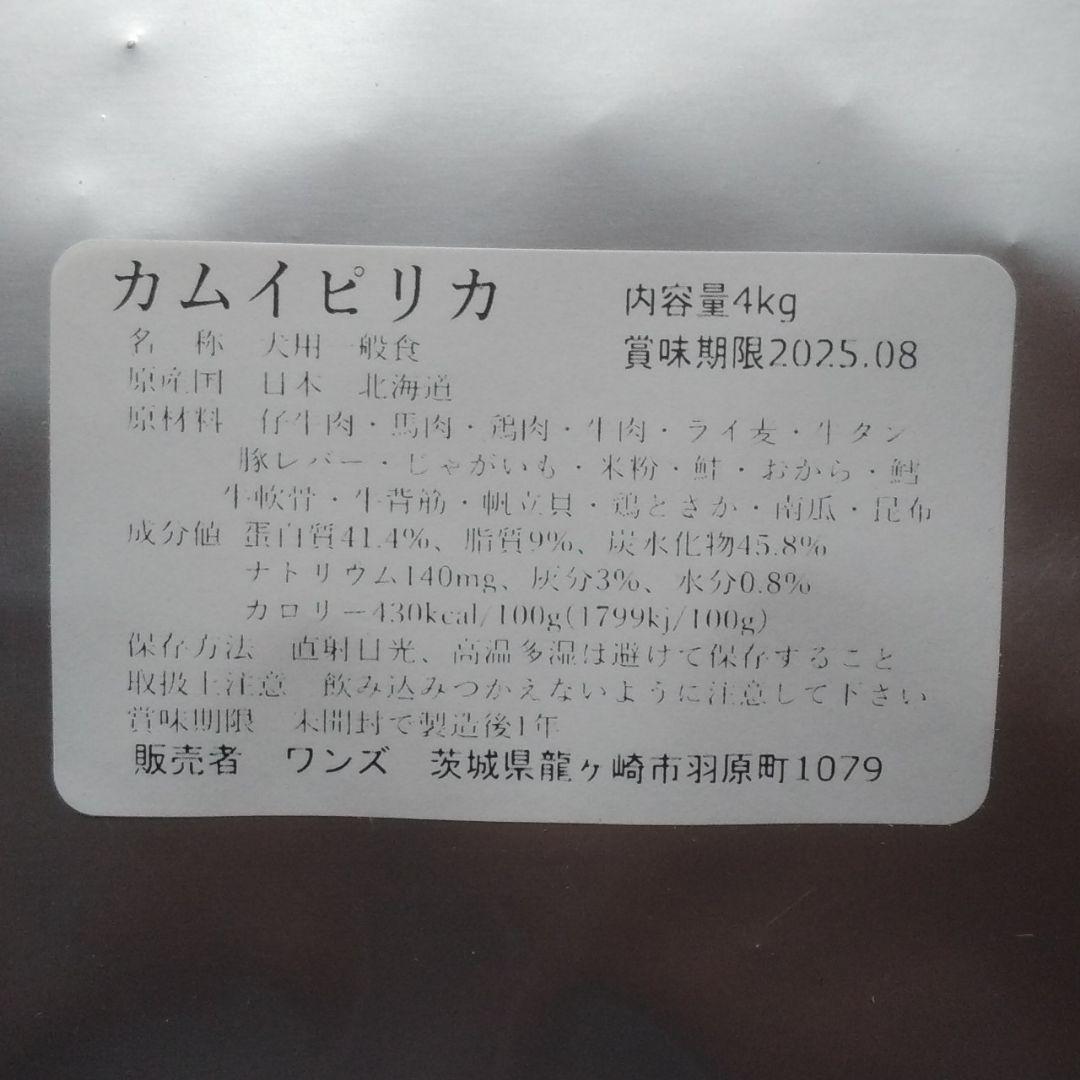 カムイピリカ 内容量4kg
名 称 犬用一般食 賞味期限2025.08
原産国 日本 北海道
原材料 仔牛肉・馬肉・鶏肉・牛肉・ライ麦・牛タン
豚レバー・じゃがいも・米粉・鮭・おから・鱈
牛軟骨・牛背筋・帆立貝・鶏とさか・南瓜・昆布
成分値 蛋白質41.4%、脂質9%、炭水化物45.8%
ナトリウム140mg、灰分3%、水分0.8%
カロリー430kcal/100g(1799kj/100g)
保存方法 直射日光、高温多湿は避けて保存すること
取扱上注意 飲み込みつかえないように注意して下さい
賞味期限 未開封で製造後1年
販売者 ワンズ 茨城県龍ヶ崎市羽原町1079